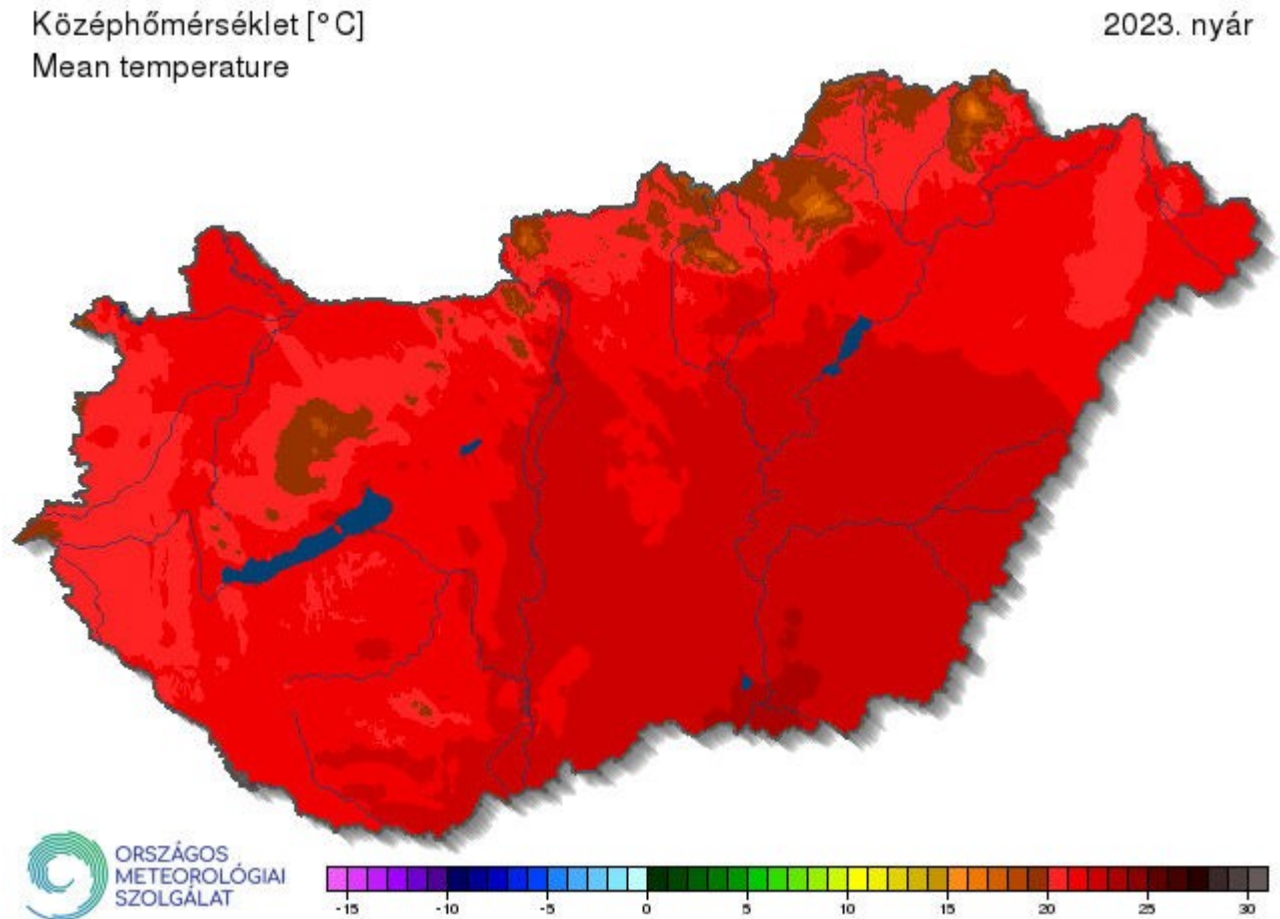 Középhőmérséklet [°C]
2023. nyár
Mean temperature
ORSZÁGOS
METEOROLÓGIAI
SZOLGÁLAT
-15 -10 -5 0 5 10 15 20 25 30